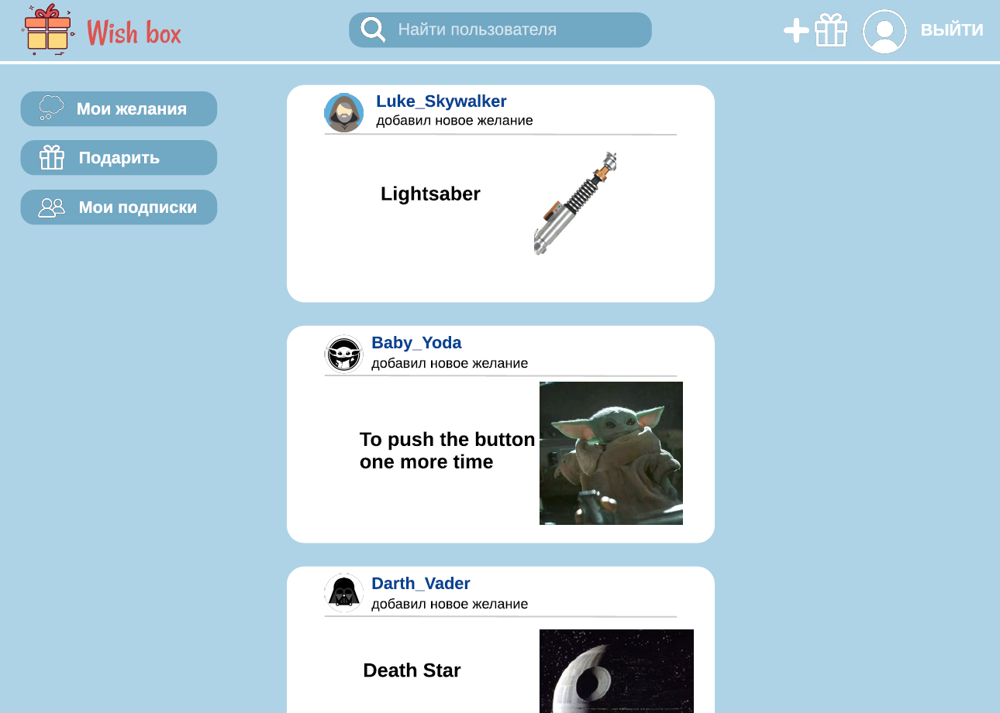 Wish box
Найти пользователя
ВЫЙТИ
Мои желания
Подарить
Мои подписки
Luke_Skywalker
добавил новое желание
Lightsaber
Baby_Yoda
добавил новое желание
To push the button
one more time
Darth_Vader
добавил новое желание
Death Star